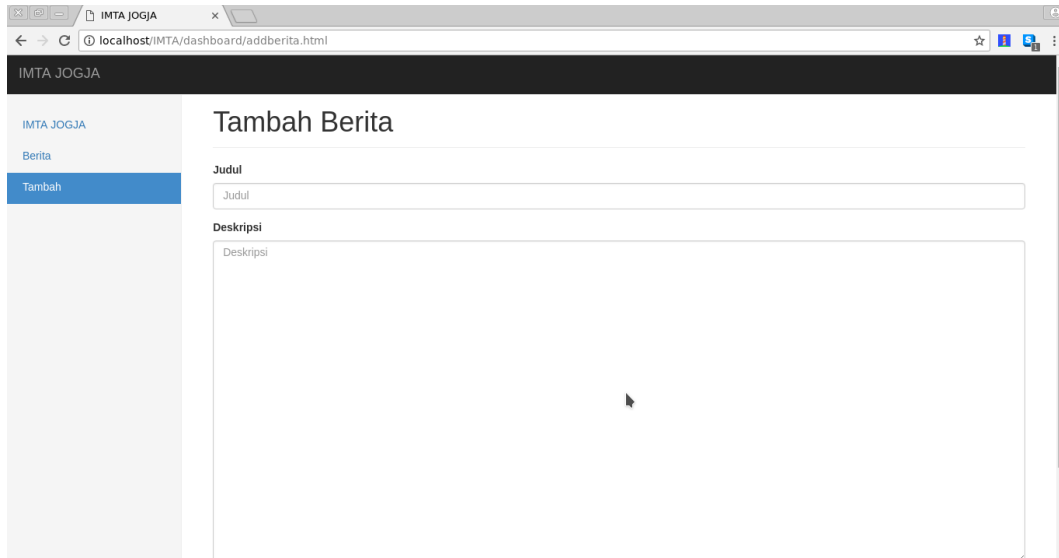 IMTA JOGJA
localhost/IMTA/dashboard/addberita.html
IMTA JOGJA
IMTA JOGJA
Berita
Tambah
Tambah Berita
Judul
Judul
Deskripsi
Deskripsi